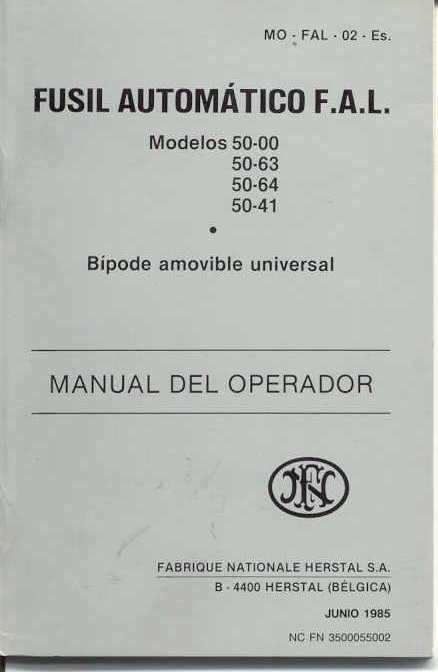 MO - FAL - 02 - Es.
FUSIL AUTOMÁTICO F.A.L.
Modelos 50-00
50-63
50-64
50-41
•
Bípode amovible universal
MANUAL DEL OPERADOR
FN
FABRIQUE NATIONALE HERSTAL S.A.
B - 4400 HERSTAL (BÉLGICA)
JUNIO 1985
NC FN 3500055002